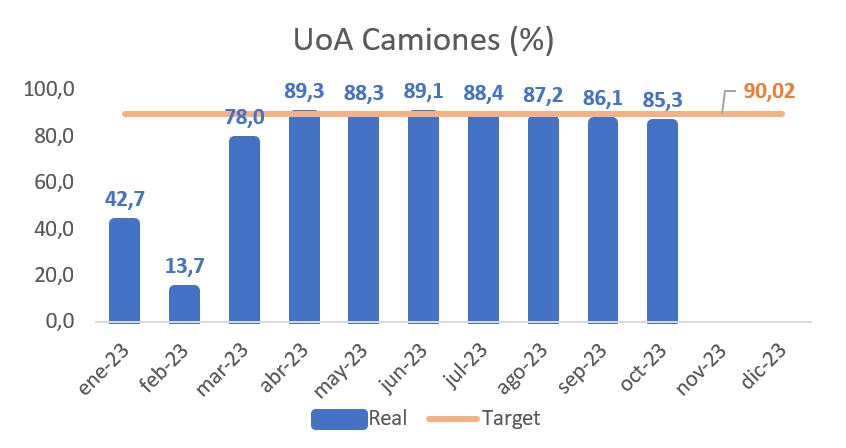 UoA Camiones (%)
100,0
80,0
60,0
40,0
20,0
0,0
42,7
13,7
78,0
89,3
88,3
89,1
88,4
87,2
86,1
85,3
90,02
ene-23
feb-23
mar-23
abr-23
may-23
jun-23
jul-23
ago-23
sep-23
oct-23
nov-23
dic-23
Real
Target